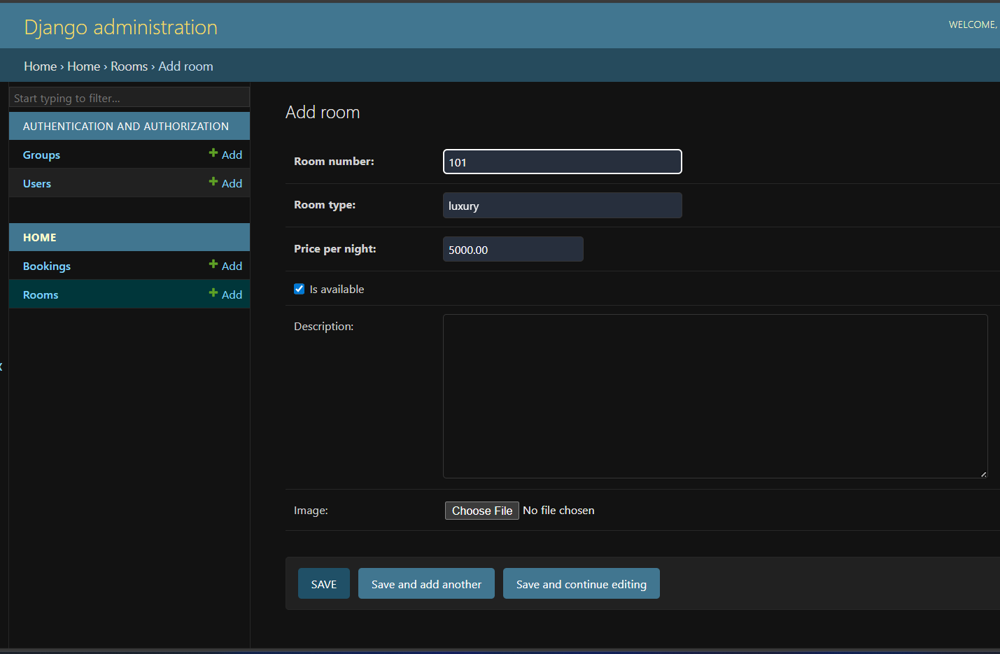 Django administration
WELCOME,
Home › Home › Rooms › Add room
Start typing to filter...
AUTHENTICATION AND AUTHORIZATION
Groups + Add
Users + Add
HOME
Bookings + Add
Rooms + Add
Add room
Room number: 101
Room type: luxury
Price per night: 5000.00
Is available
Description:
Image: Choose File No file chosen
SAVE Save and add another Save and continue editing